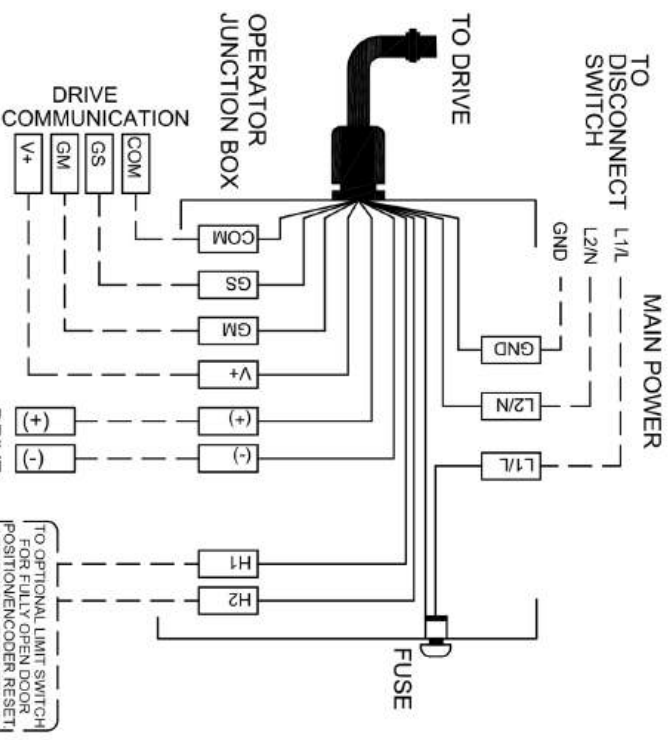 TO DRIVE
TO
DISCONNECT
SWITCH
MAIN POWER
L1/L
L2/N
GND
OPERATOR
JUNCTION BOX
DRIVE
COMMUNICATION
V+
GM
GS
COM
COM
GS
GM
V+
(+)
(-)
(+)
(-)
H1
H2
GND
L2/N
L1/L
FUSE
TO OPTIONAL LIMIT SWITCH
FOR FULLY OPEN DOOR
POSITION/ENCODER RESET.